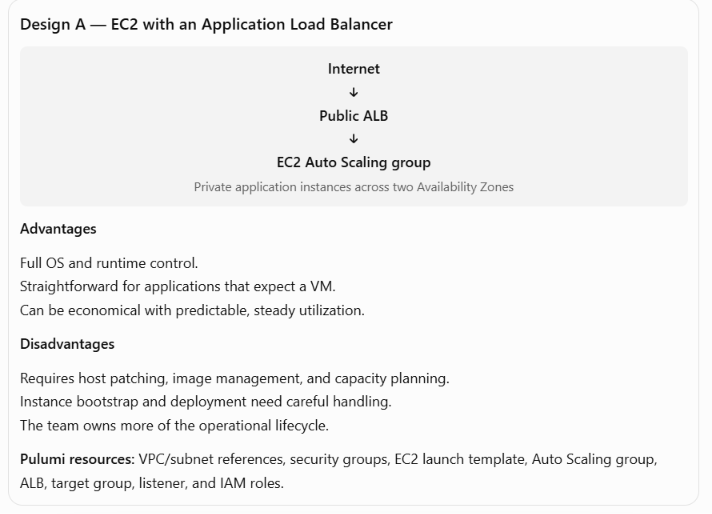 Design A — EC2 with an Application Load Balancer
Internet
↓
Public ALB
↓
EC2 Auto Scaling group
Private application instances across two Availability Zones
Advantages
Full OS and runtime control.
Straightforward for applications that expect a VM.
Can be economical with predictable, steady utilization.
Disadvantages
Requires host patching, image management, and capacity planning.
Instance bootstrap and deployment need careful handling.
The team owns more of the operational lifecycle.
Pulumi resources: VPC/subnet references, security groups, EC2 launch template, Auto Scaling group,
ALB, target group, listener, and IAM roles.